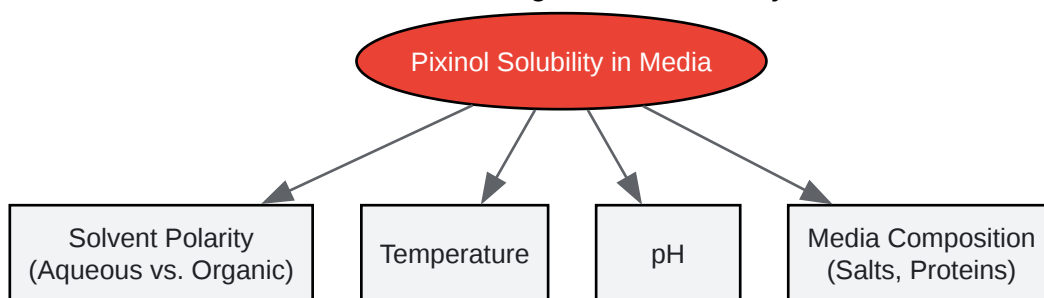 Pixinol Solubility in Media
Solvent Polarity
(Aqueous vs. Organic)
Temperature
pH
Media Composition
(Salts, Proteins)